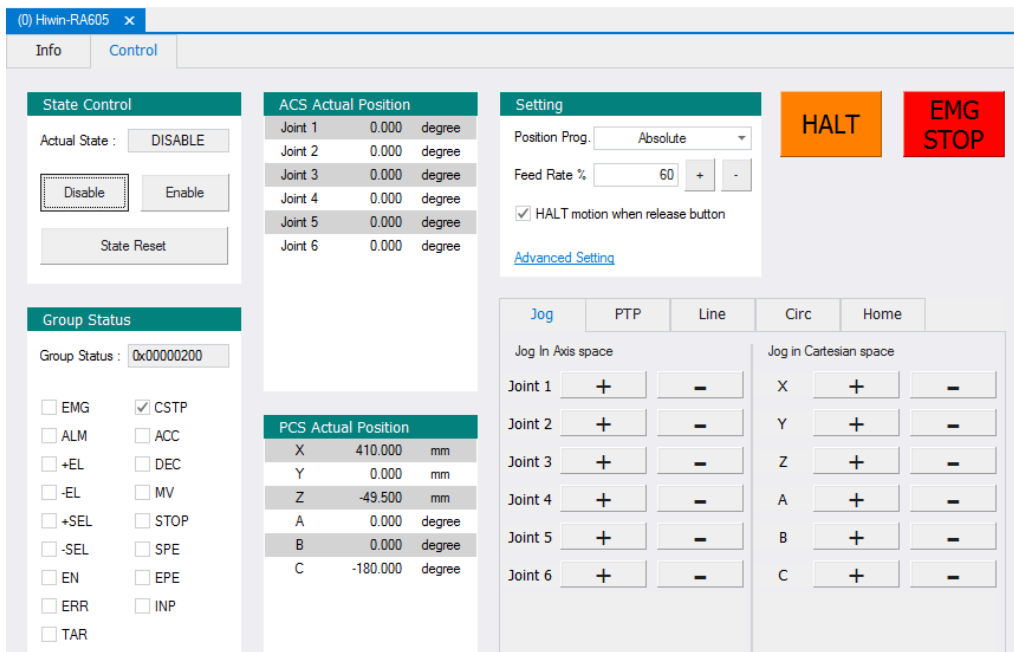 (0) Hiwin-RA605 ×
Info Control
State Control
Actual State : DISABLE
Disable Enable
State Reset
Group Status
Group Status : 0x00000200
EMG CSTP
ALM ACC
+EL DEC
-EL MV
+SEL STOP
-SEL SPE
EN EPE
ERR INP
TAR
ACS Actual Position
Joint 1 0.000 degree
Joint 2 0.000 degree
Joint 3 0.000 degree
Joint 4 0.000 degree
Joint 5 0.000 degree
Joint 6 0.000 degree
PCS Actual Position
X 410.000 mm
Y 0.000 mm
Z -49.500 mm
A 0.000 degree
B 0.000 degree
C -180.000 degree
Setting
Position Prog. Absolute
Feed Rate % 60 + -
HALT motion when release button
Advanced Setting
HALT
EMG
STOP
Jog PTP Line Circ Home
Jog In Axis space
Joint 1 + -
Joint 2 + -
Joint 3 + -
Joint 4 + -
Joint 5 + -
Joint 6 + -
Jog in Cartesian space
X + -
Y + -
Z + -
A + -
B + -
C + -